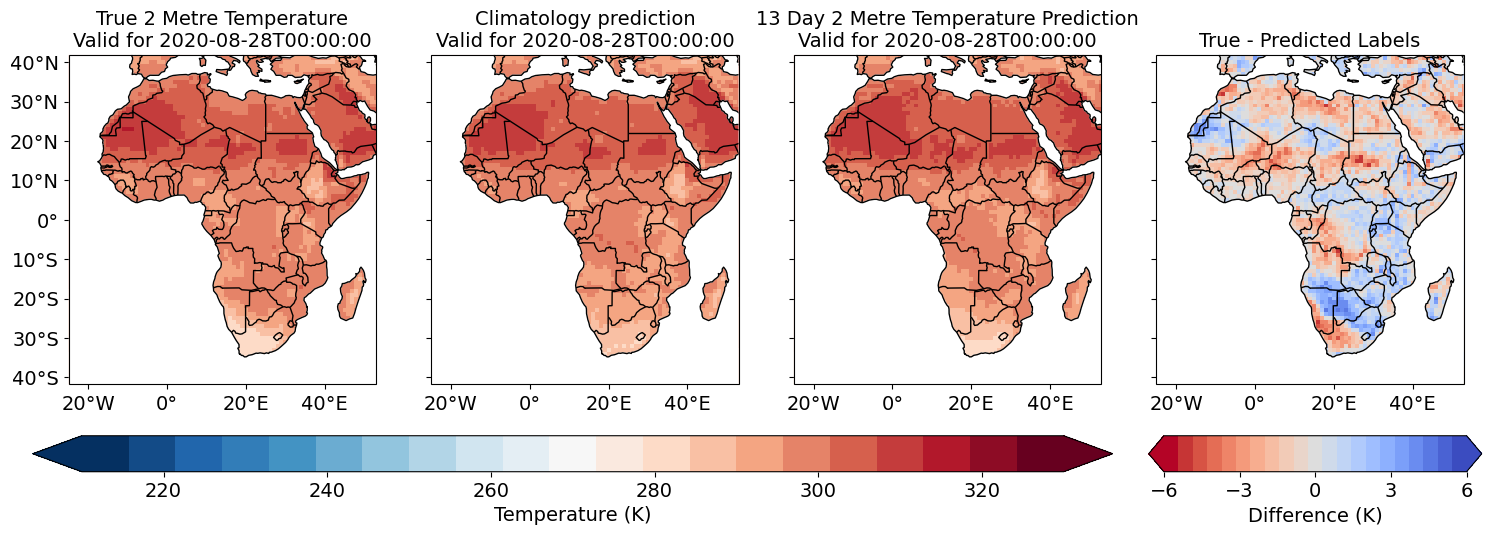 True 2 Metre Temperature
Valid for 2020-08-28T00:00:00
Climatology prediction
Valid for 2020-08-28T00:00:00
13 Day 2 Metre Temperature Prediction
Valid for 2020-08-28T00:00:00
True - Predicted Labels
40°N
30°N
20°N
10°N
0°
10°S
20°S
30°S
40°S
20°W 0° 20°E 40°E
20°W 0° 20°E 40°E
20°W 0° 20°E 40°E
20°W 0° 20°E 40°E
220 240 260 280 300 320
Temperature (K)
−6 −3 0 3 6
Difference (K)